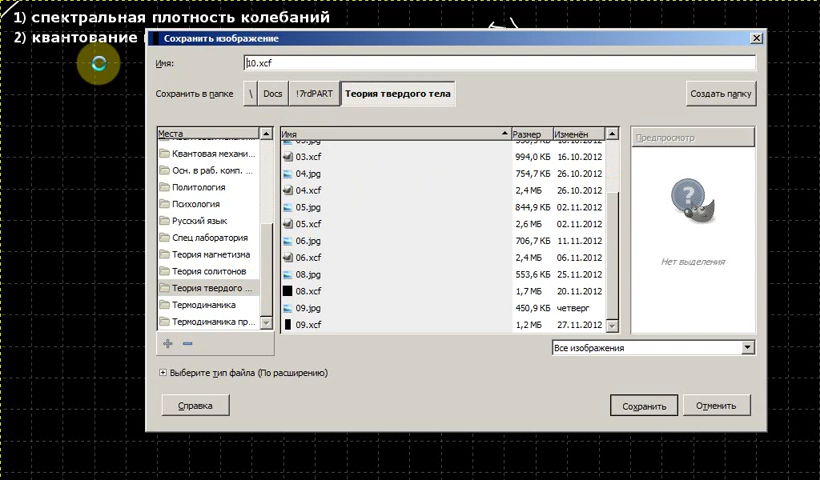 1) спектральная плотность колебаний
2) квантование
Сохранить изображение
Имя: 10.xcf
Сохранить в папке \ Docs !7rdPART Теория твердого тела Создать папку
Места
Квантовая механи...
Осн. в раб. комп. ...
Политология
Психология
Русский язык
Спец лаборатория
Теория магнетизма
Теория солитонов
Теория твердого ...
Термодинамика
Термодинамика пр...
Имя Размер Изменён
03.xcf 994,0 КБ 16.10.2012
04.jpg 754,7 КБ 26.10.2012
04.xcf 2,4 МБ 26.10.2012
05.jpg 844,9 КБ 02.11.2012
05.xcf 2,6 МБ 02.11.2012
06.jpg 706,7 КБ 11.11.2012
06.xcf 2,4 МБ 06.11.2012
08.jpg 553,6 КБ 25.11.2012
08.xcf 1,7 МБ 20.11.2012
09.jpg 450,9 КБ четверг
09.xcf 1,2 МБ 27.11.2012
Предпросмотр
Нет выделения
Все изображения
Выберите тип файла (По расширению)
Справка Сохранить Отменить